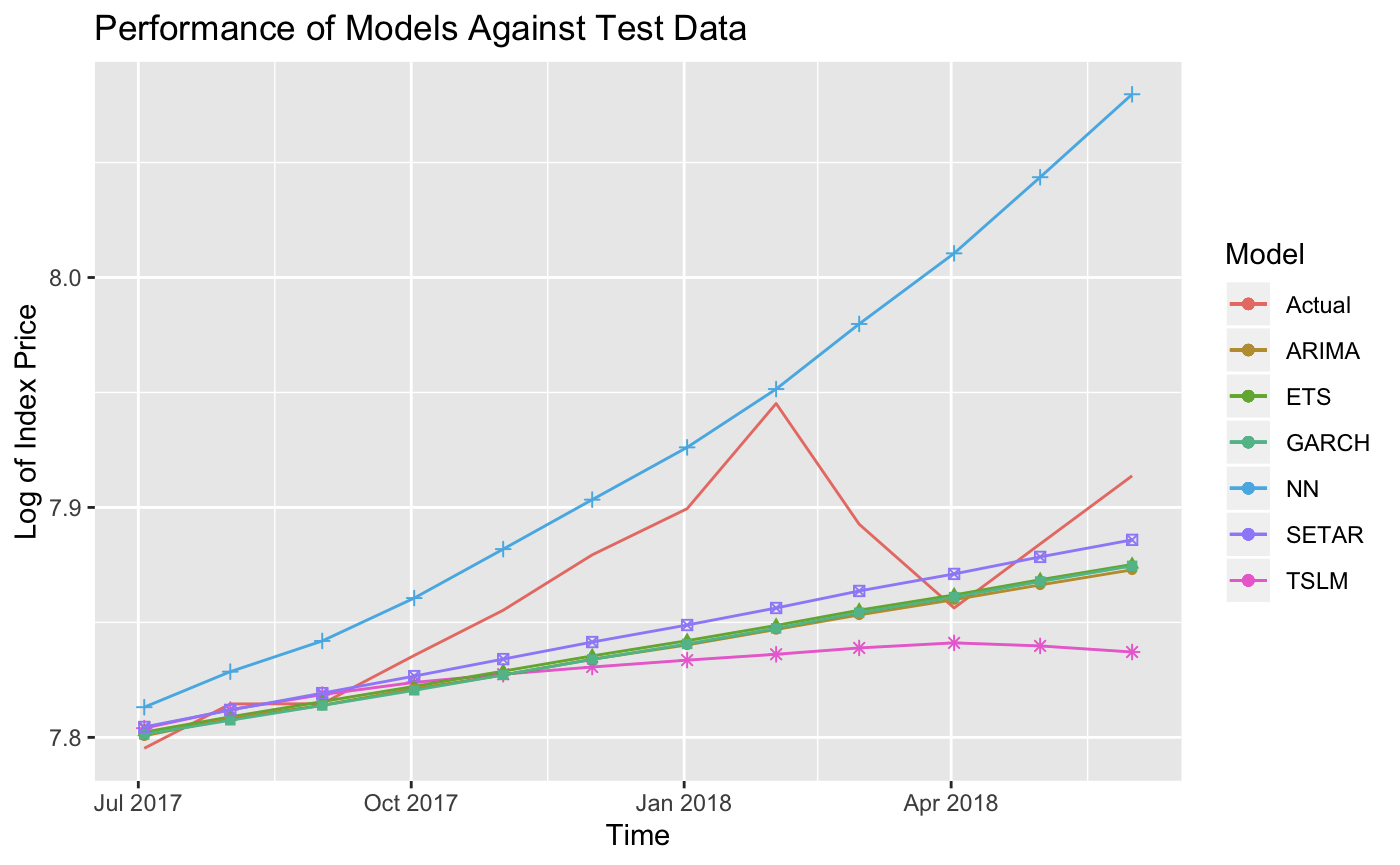 Performance of Models Against Test Data
Log of Index Price
8.0
7.9
7.8
Jul 2017
Oct 2017
Jan 2018
Apr 2018
Time
Model
Actual
ARIMA
ETS
GARCH
NN
SETAR
TSLM